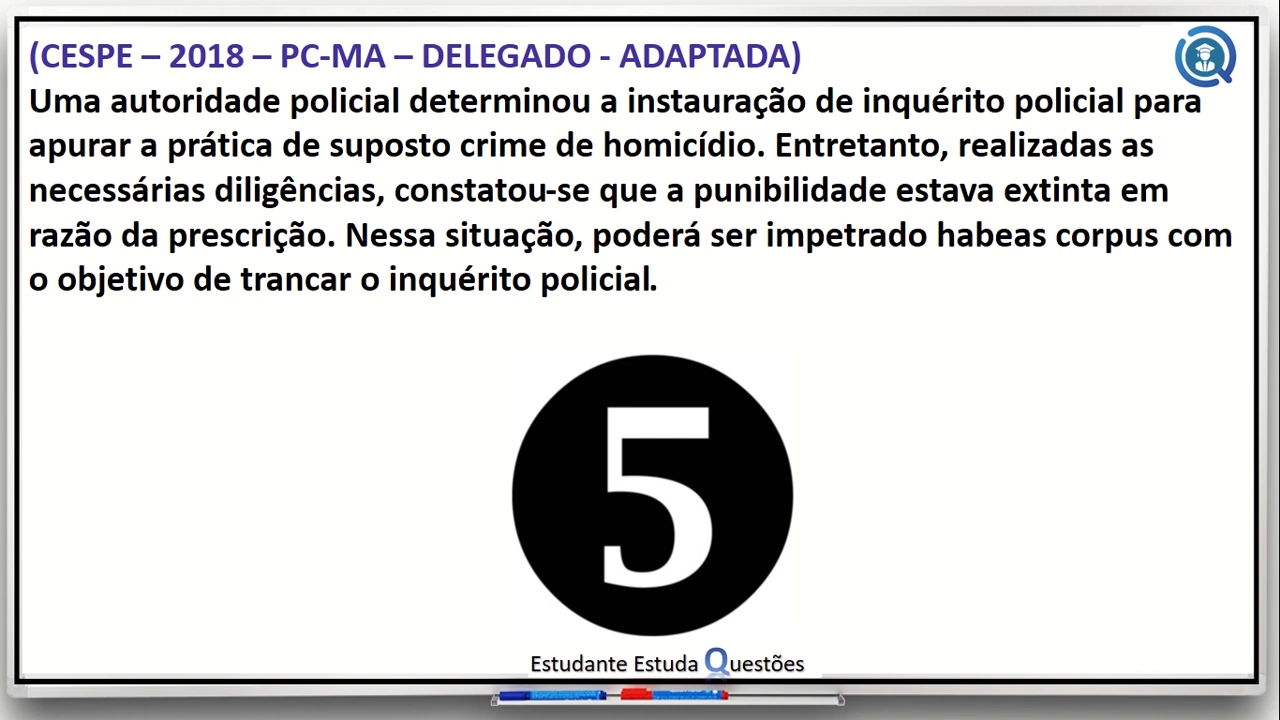 (CESPE – 2018 – PC-MA – DELEGADO - ADAPTADA)
Uma autoridade policial determinou a instauração de inquérito policial para
apurar a prática de suposto crime de homicídio. Entretanto, realizadas as
necessárias diligências, constatou-se que a punibilidade estava extinta em
razão da prescrição. Nessa situação, poderá ser impetrado habeas corpus com
o objetivo de trancar o inquérito policial.
5
Estudante Estuda Questões